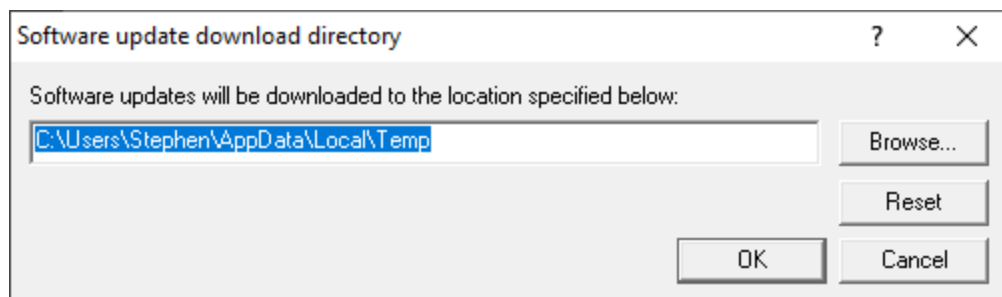 Software update download directory
?
Software updates will be downloaded to the location specified below:
C:\Users\Stephen\AppData\Local\Temp
Browse...
Reset
OK
Cancel